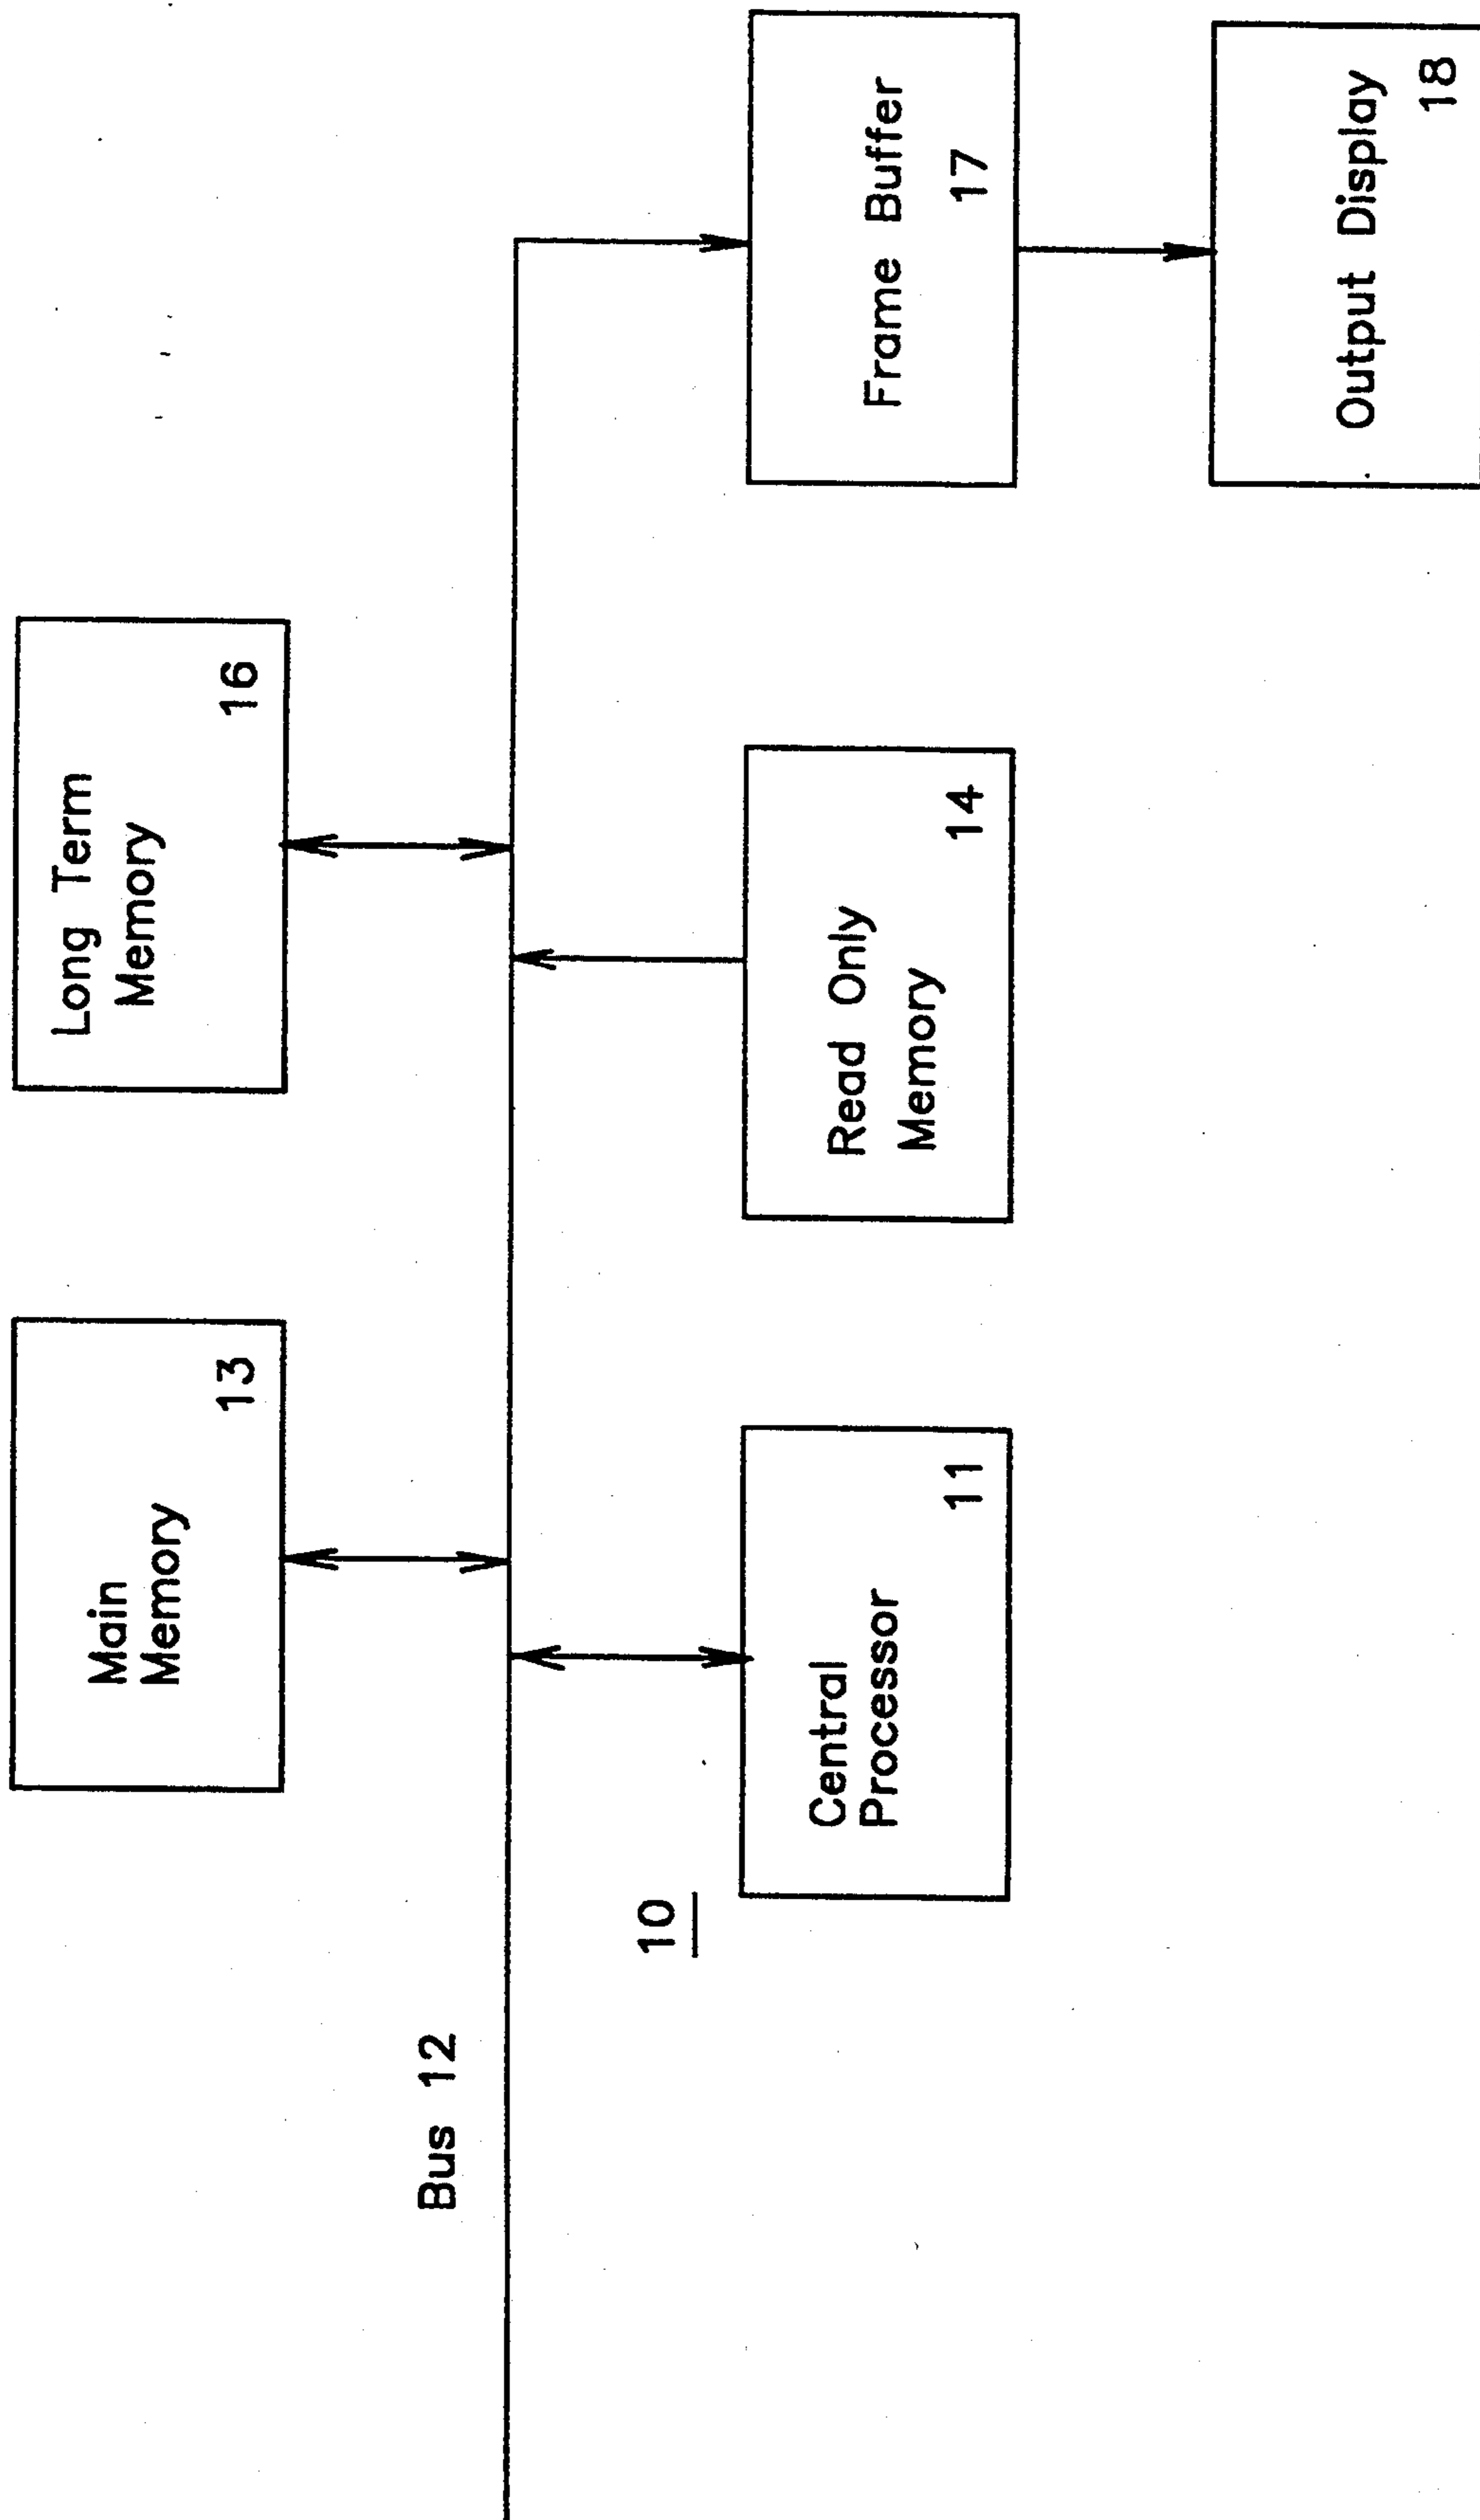 Main
Memory
13
Long Term
Memory
16
Bus 12
10
Central
Processor
11
Read Only
Memory
14
Frame Buffer
17
Output Display
18